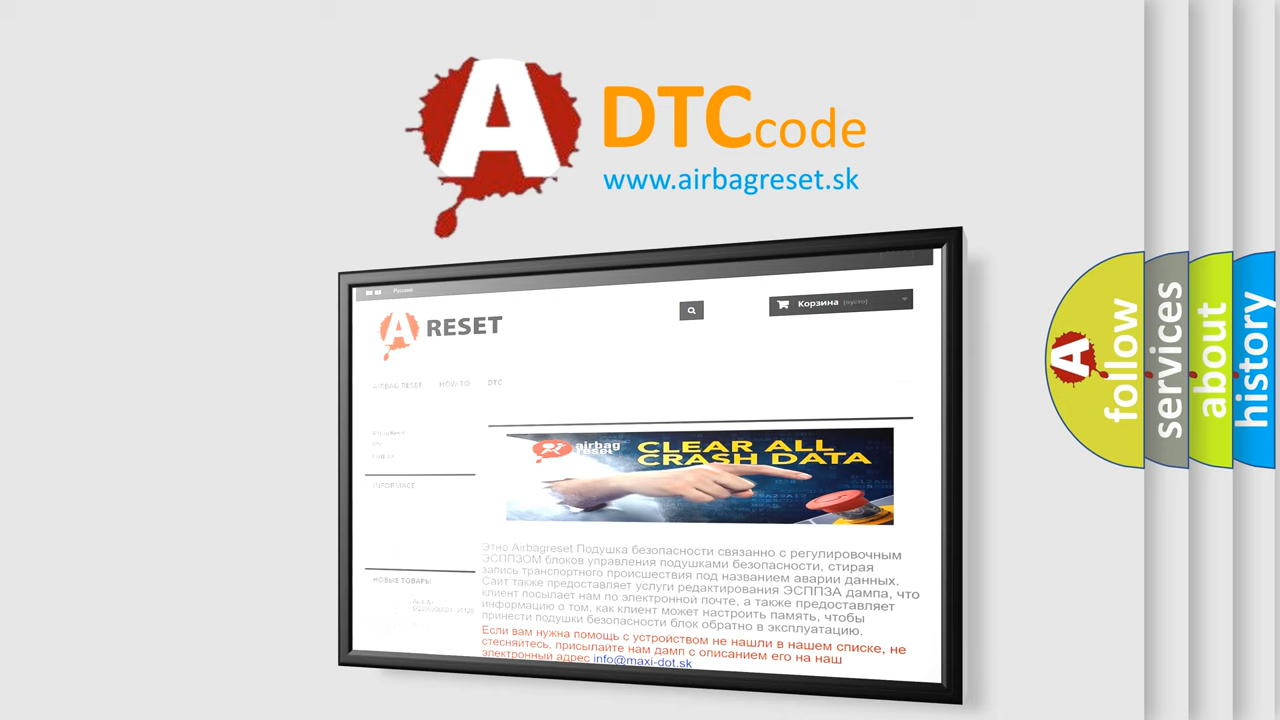 A
DTC code
www.airbagreset.sk
Русский
A RESET
Корзина (пусто)
AIRBAG RESET HOW TO DTC
INFORMACE
airbag
reset
CLEAR ALL
CRASH DATA
Этно Airbagreset Подушка безопасности связанно с регулировочным
ЭСППЗОМ блоков управления подушками безопасности, стирая
запись транспортного происшествия под названием аварии данных.
Сайт также предоставляет услуги редактирования ЭСППЗА дампа, что
клиент посылает нам по электронной почте, а также предоставляет
информацию о том, как клиент может настроить память, чтобы
принести подушки безопасности блок обратно в эксплуатацию.
Если вам нужна помощь с устройством не нашли в нашем списке, не
стесняйтесь, присылайте нам дамп с описанием его на наш
электронный адрес info@maxi-dot.sk
НОВЫЕ ТОВАРЫ
A
follow
services
about
history